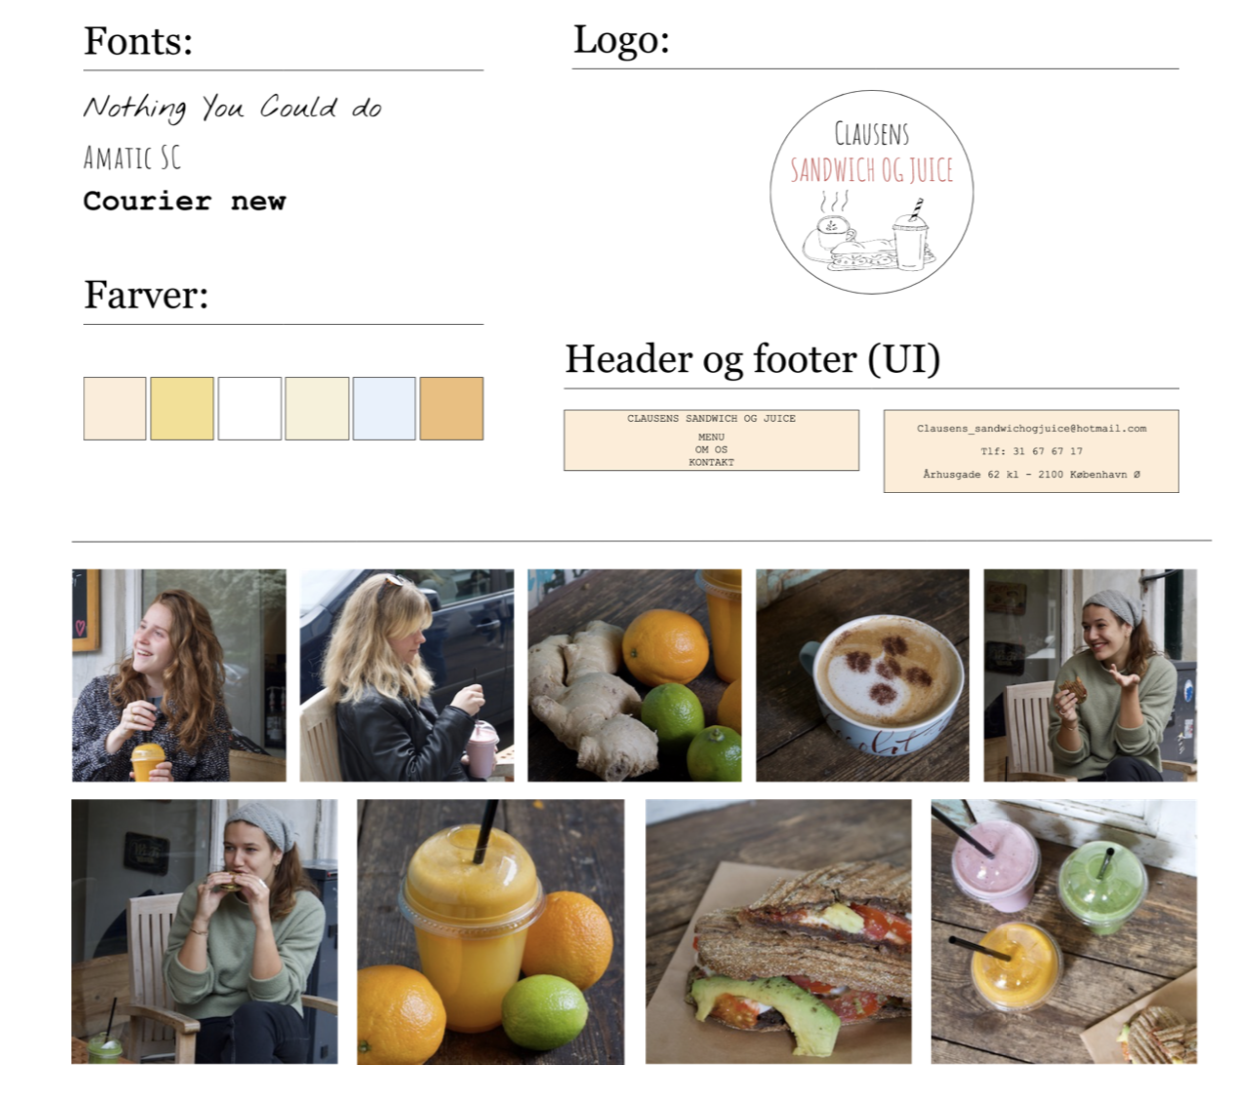 Fonts:
Nothing You Could do
Amatic SC
Courier new
Farver:
Logo:
CLAUSENS
SANDWICH OG JUICE
Header og footer (UI)
CLAUSENS SANDWICH OG JUICE
MENU
OM OS
KONTAKT
Clausens_sandwichogjuice@hotmail.com
Tlf: 31 67 67 17
Århusgade 62 kl - 2100 København Ø